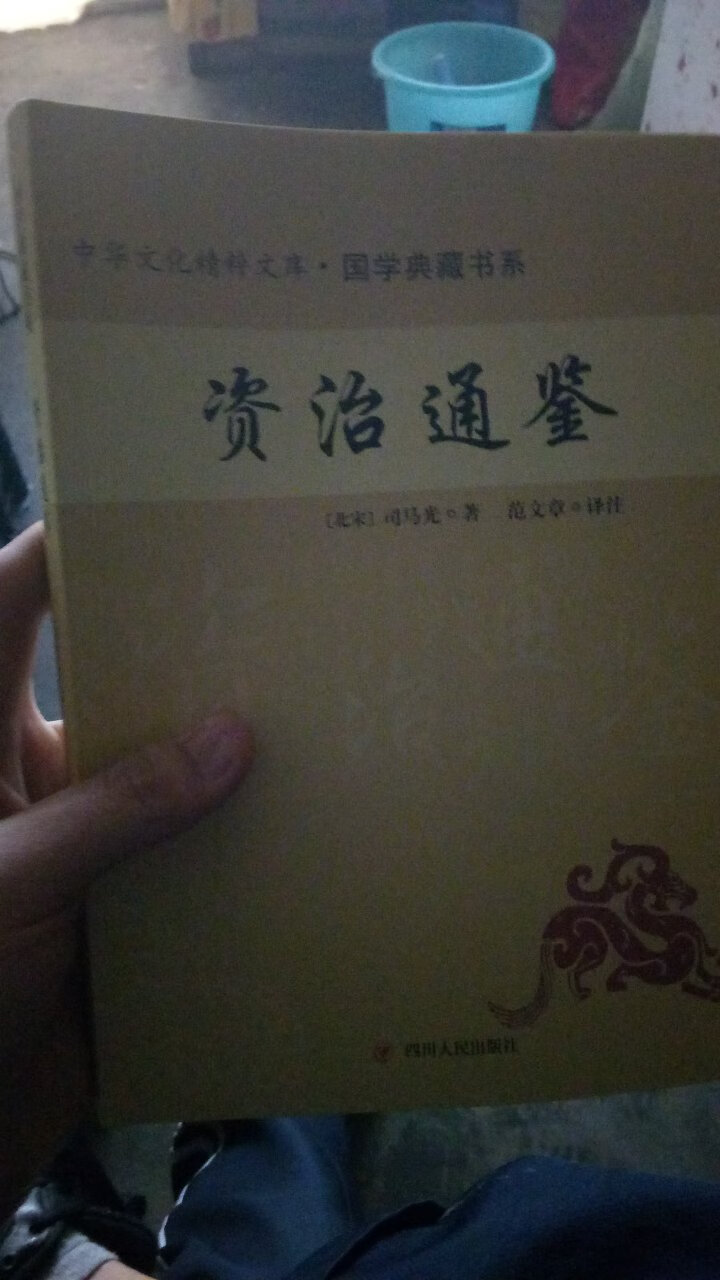 中华文化精粹文库·国学典藏书系
资治通鉴
[北宋] 司马光◎著 范文章◎译注
四川人民出版社